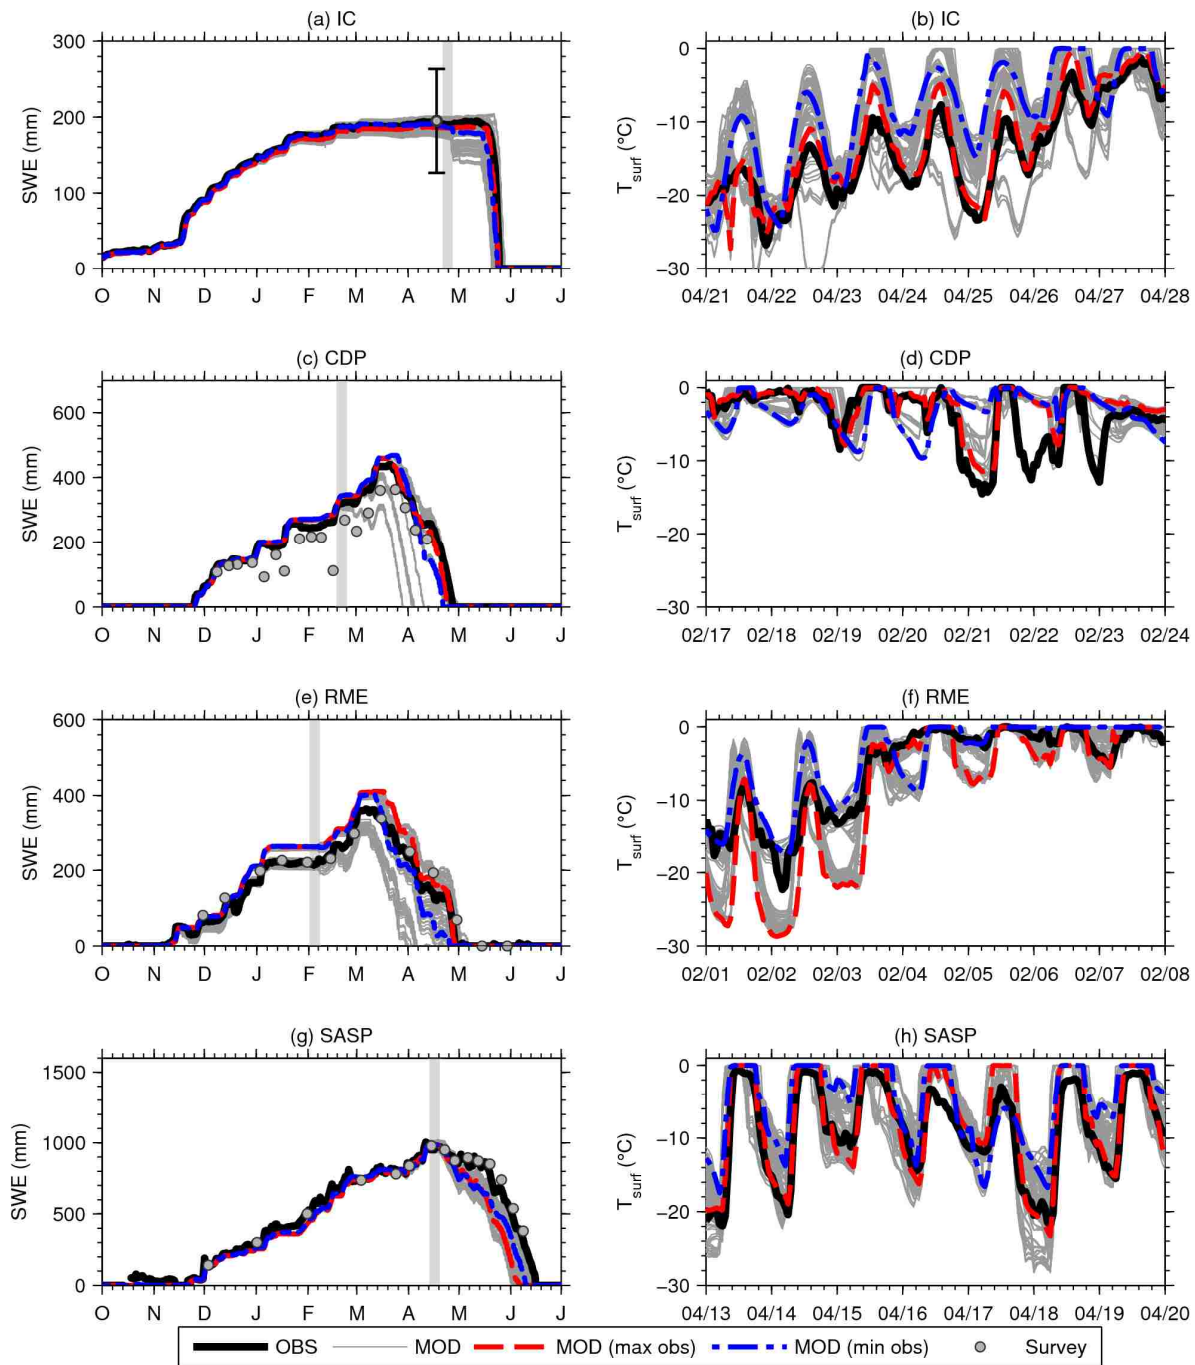 (a) IC
(b) IC
SWE (mm)
300
200
100
0
O N D J F M A M J J
T surf (°C)
0
−10
−20
−30
04/21 04/22 04/23 04/24 04/25 04/26 04/27 04/28
(c) CDP
(d) CDP
SWE (mm)
600
400
200
0
O N D J F M A M J J
T surf (°C)
0
−10
−20
−30
02/17 02/18 02/19 02/20 02/21 02/22 02/23 02/24
(e) RME
(f) RME
SWE (mm)
600
400
200
0
O N D J F M A M J J
T surf (°C)
0
−10
−20
−30
02/01 02/02 02/03 02/04 02/05 02/06 02/07 02/08
(g) SASP
(h) SASP
SWE (mm)
1500
1000
500
0
O N D J F M A M J J
T surf (°C)
0
−10
−20
−30
04/13 04/14 04/15 04/16 04/17 04/18 04/19 04/20
OBS MOD MOD (max obs) MOD (min obs) Survey